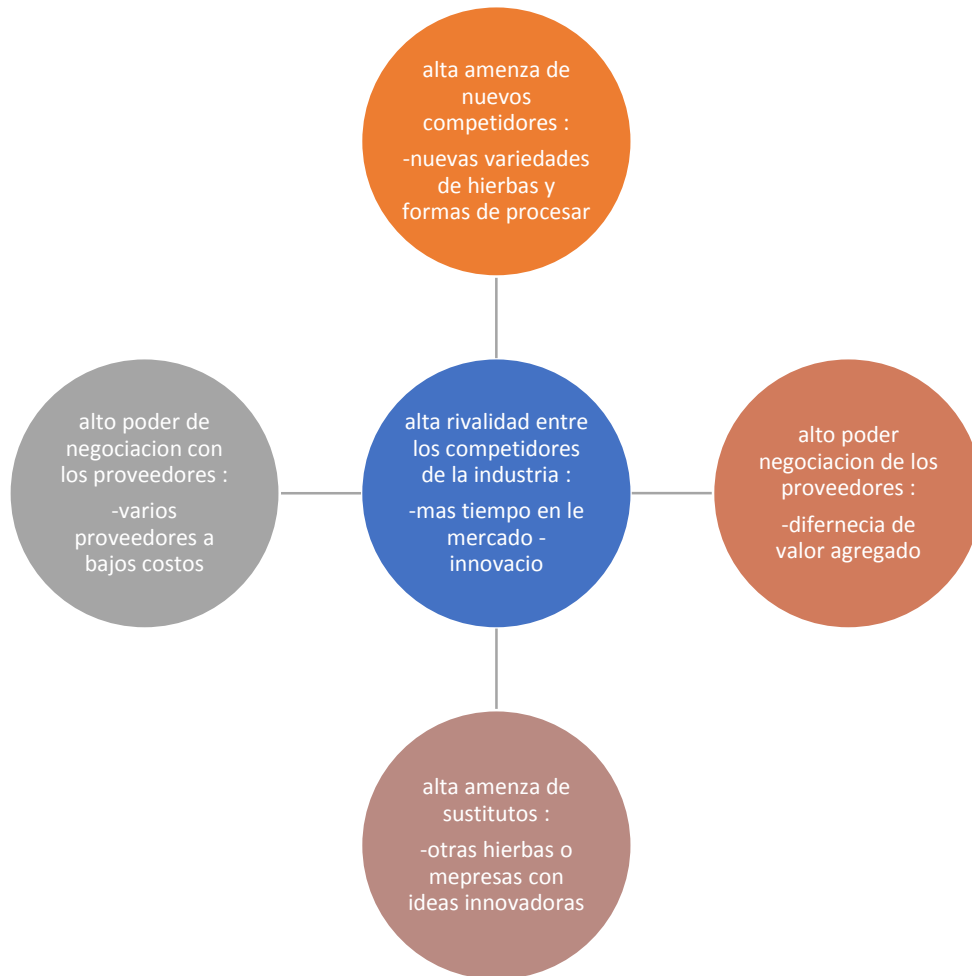 alta amenza de
nuevos
competidores :
-nuevas variedades
de hierbas y
formas de procesar
alto poder de
negociacion con
los proveedores :
-varios
proveedores a
bajos costos
alta rivalidad entre
los competidores
de la industria :
-mas tiempo en le
mercado -
innovacio
alto poder
negociacion de los
proveedores :
-difernecia de
valor agregado
alta amenza de
sustitutos :
-otras hierbas o
mepresas con
ideas innovadoras